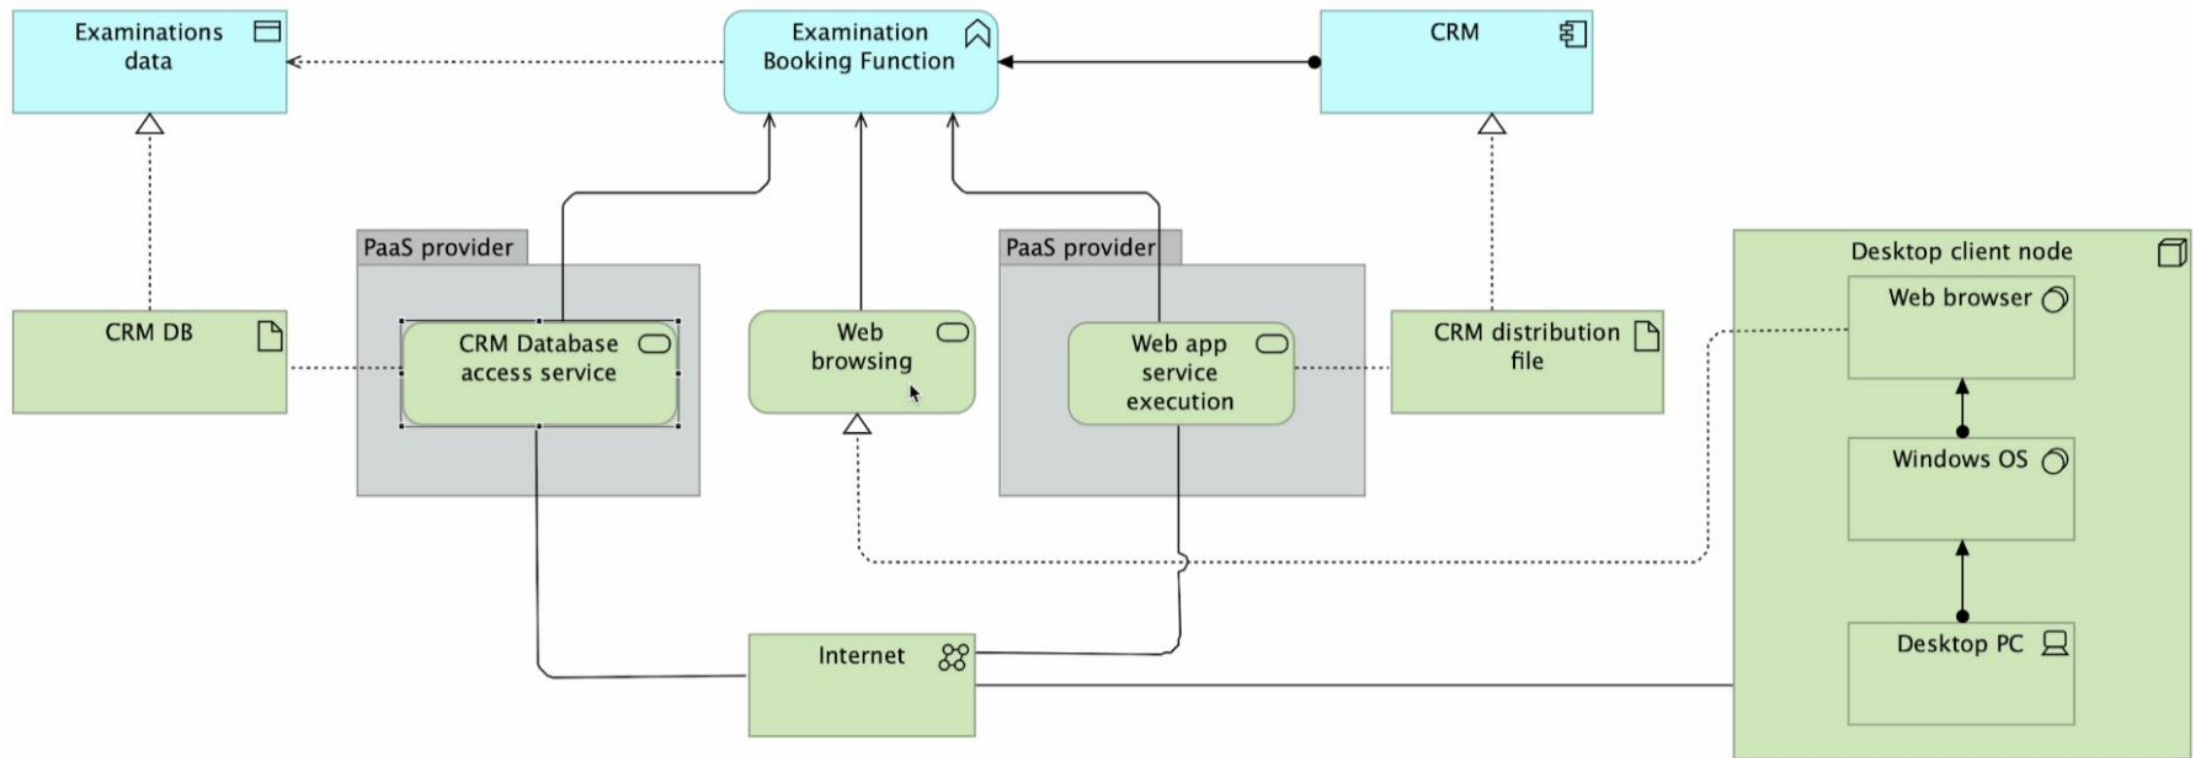 Examinations
data
Examination
Booking Function
CRM
PaaS provider
PaaS provider
Desktop client node
Web browser
CRM DB
CRM Database
access service
Web
browsing
Web app
service
execution
CRM distribution
file
Windows OS
Internet
Desktop PC